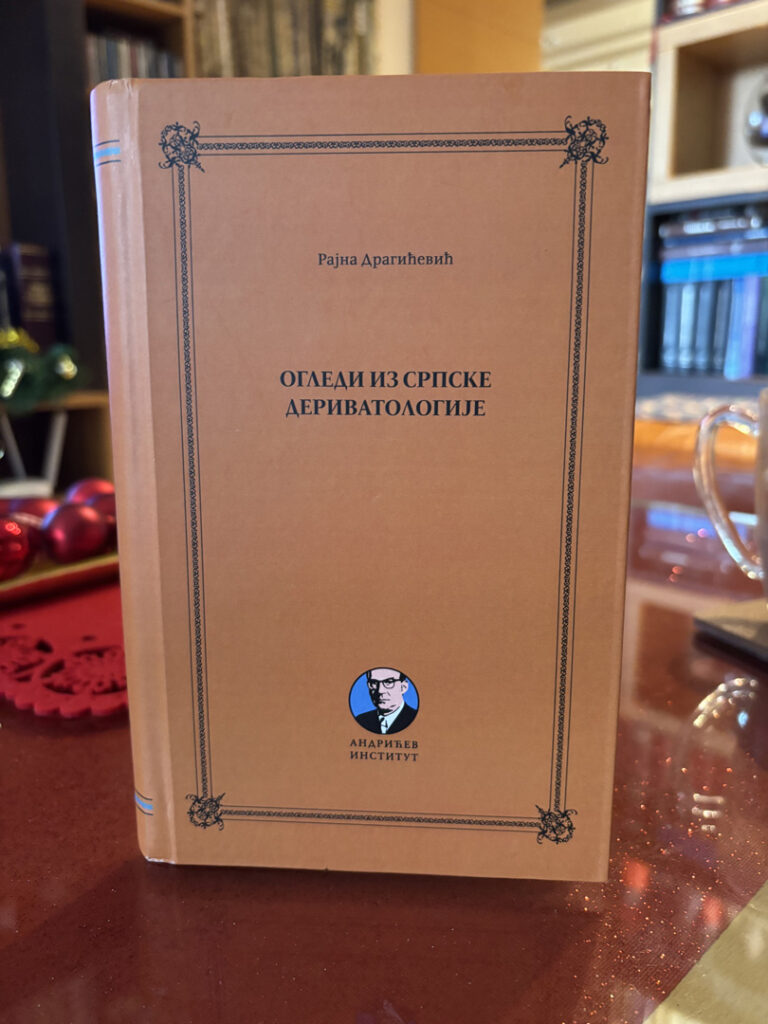 Рајна Драгићевић
ОГЛЕДИ ИЗ СРПСКЕ
ДЕРИВАТОЛОГИЈЕ
АНДРИЋЕВ
ИНСТИТУТ